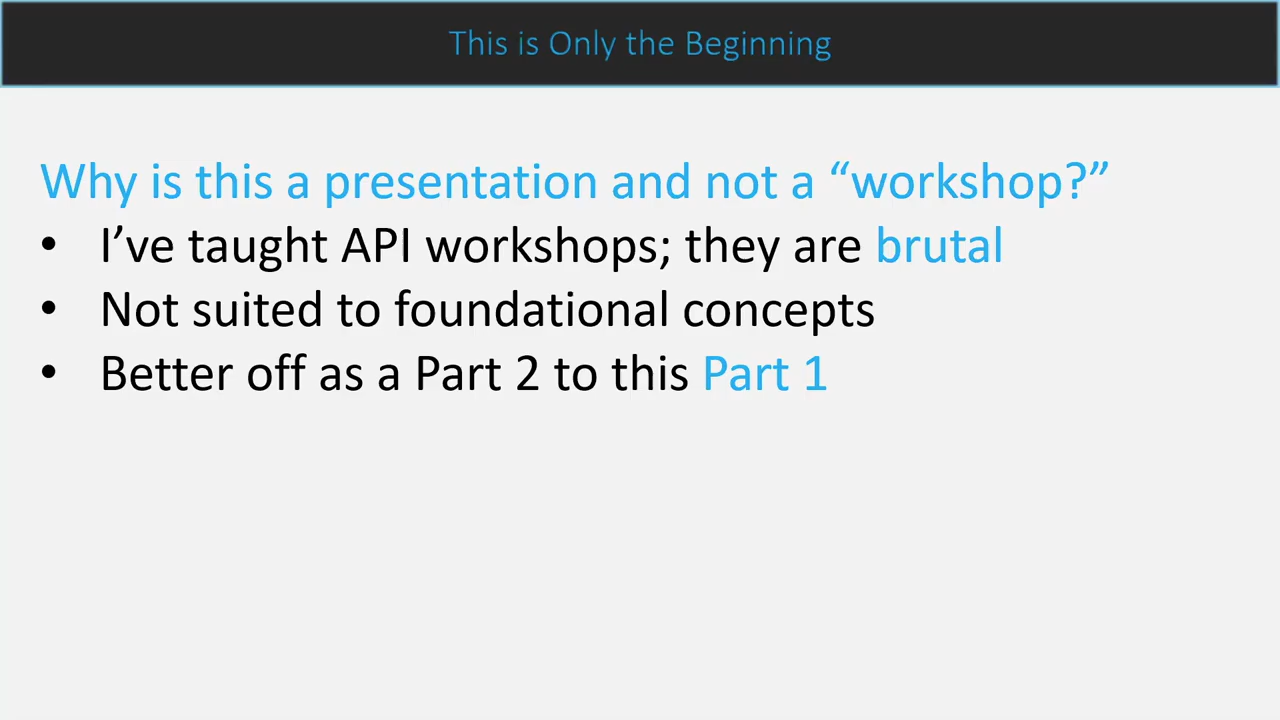 This is Only the Beginning
Why is this a presentation and not a “workshop?”
• I’ve taught API workshops; they are brutal
• Not suited to foundational concepts
• Better off as a Part 2 to this Part 1